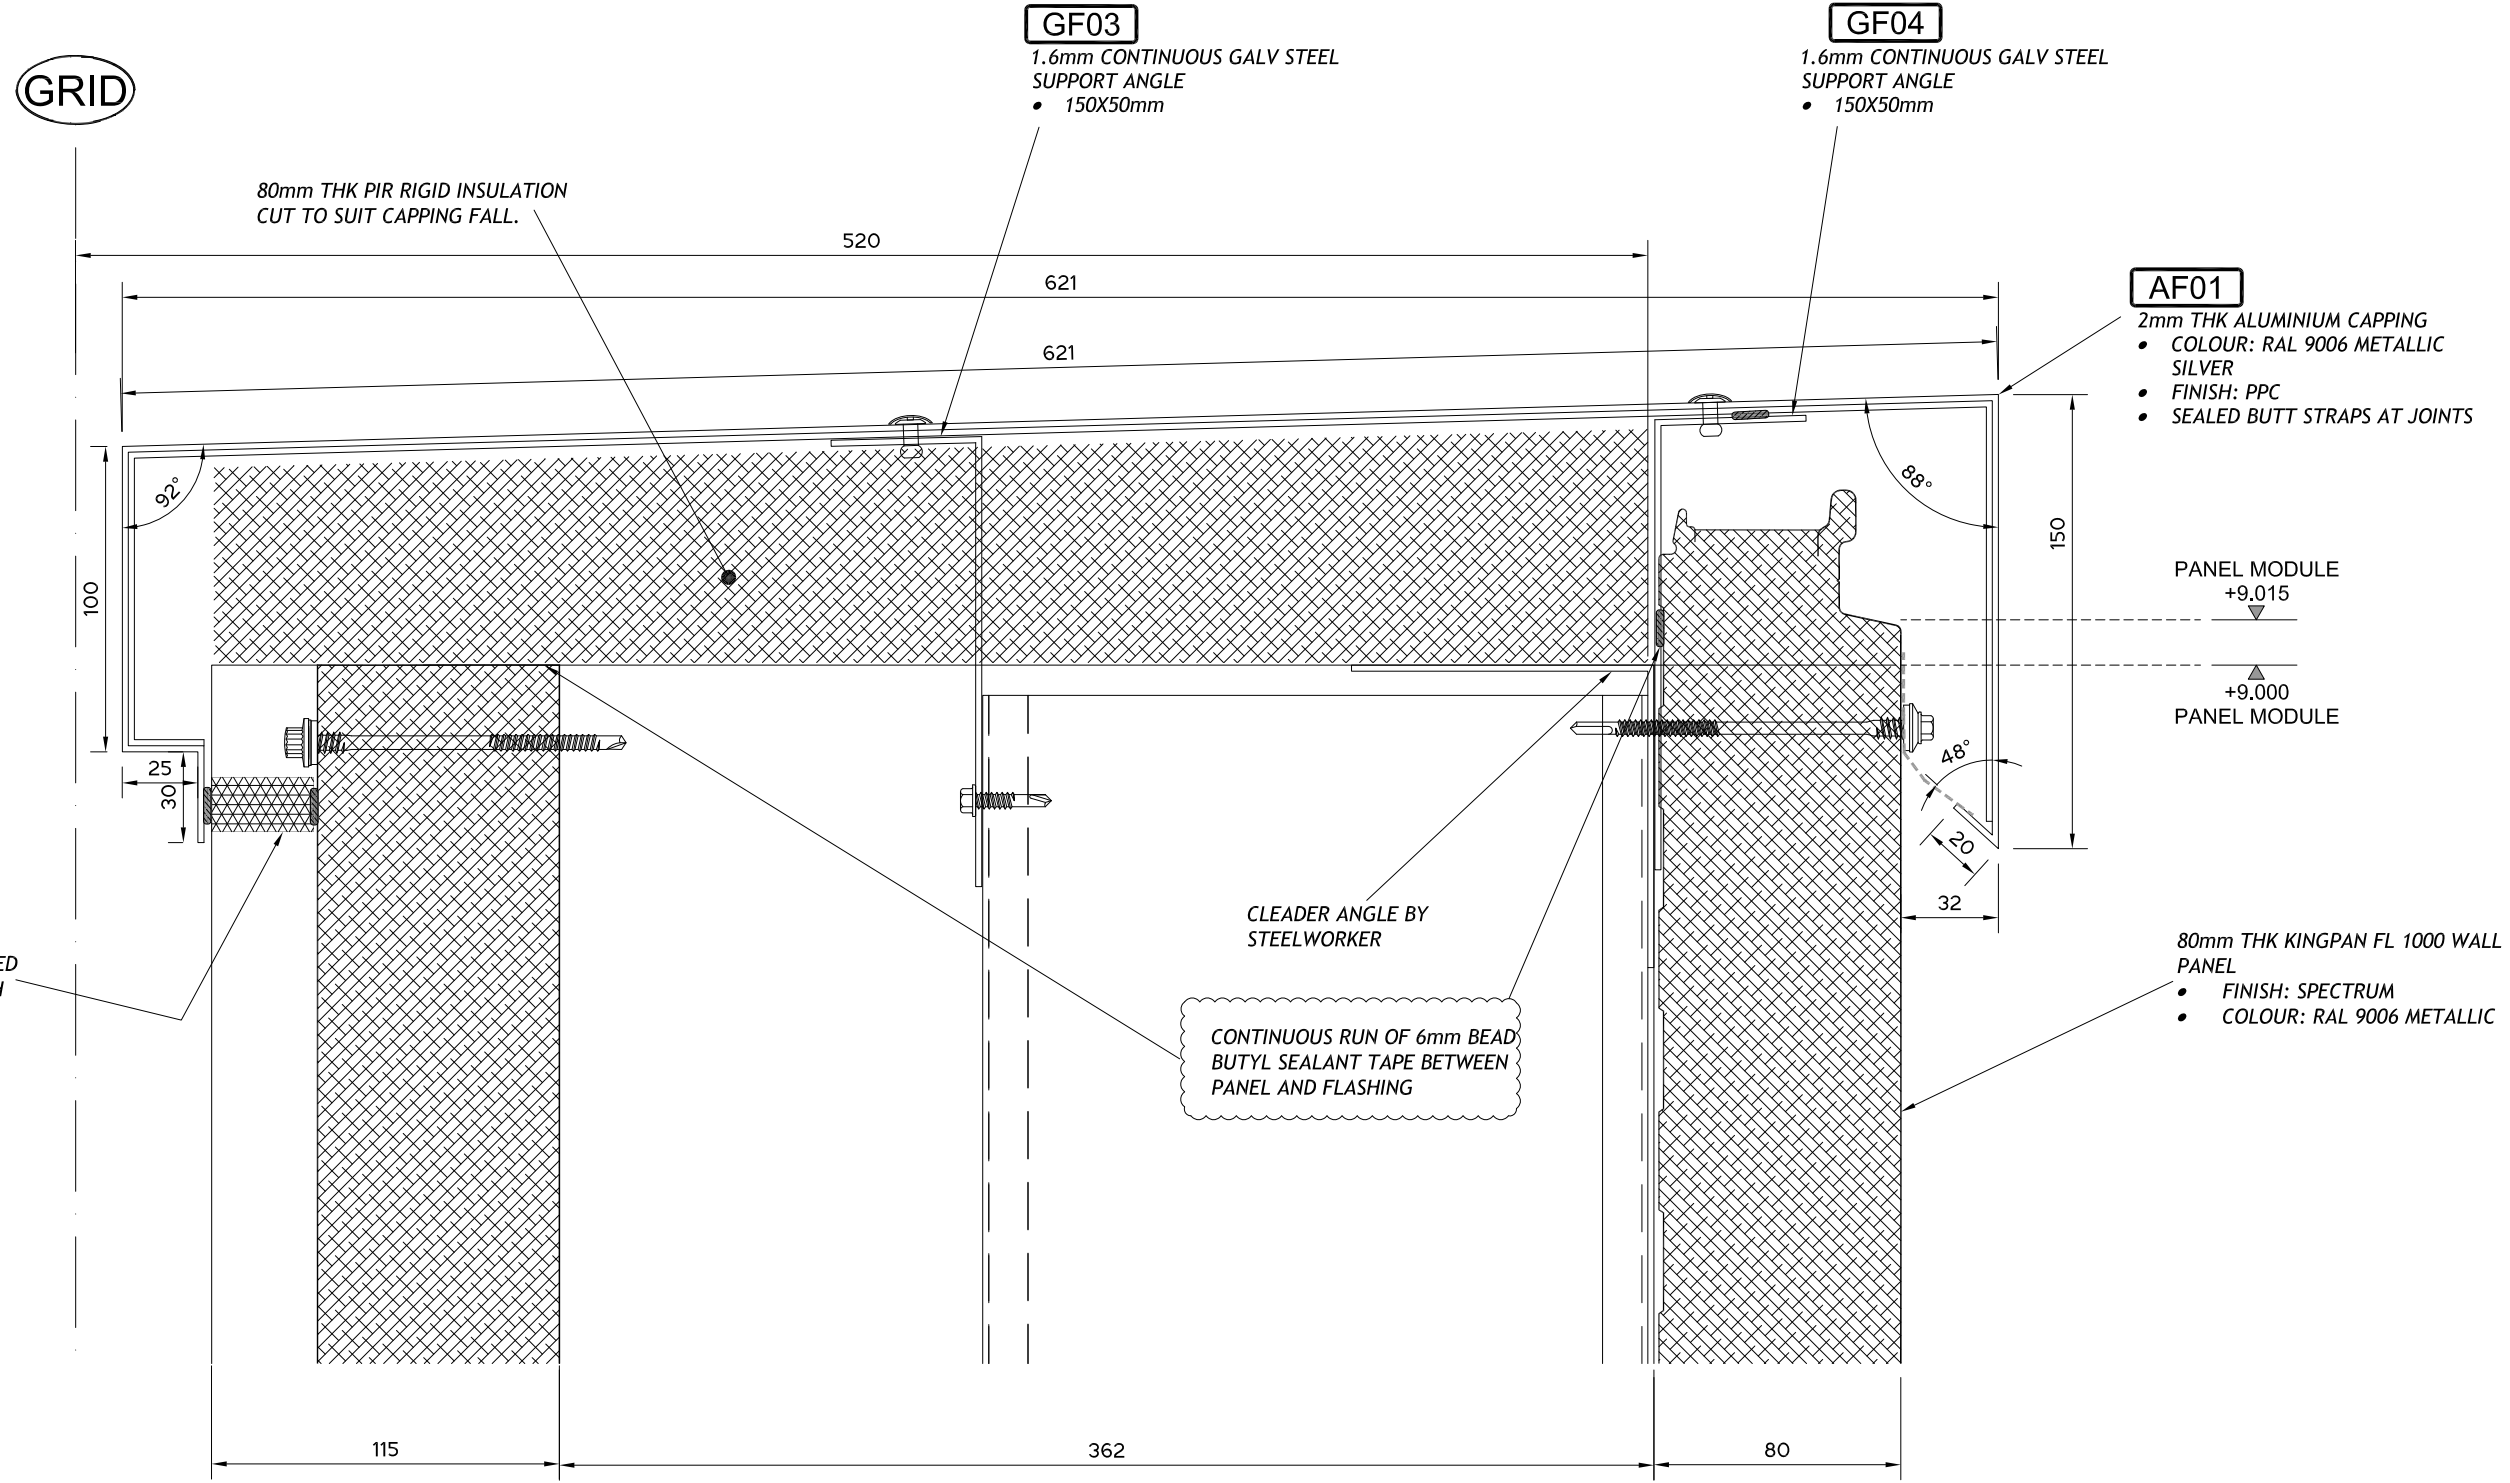 GRID
GF03
1.6mm CONTINUOUS GALV STEEL
SUPPORT ANGLE
• 150X50mm
GF04
1.6mm CONTINUOUS GALV STEEL
SUPPORT ANGLE
• 150X50mm
80mm THK PIR RIGID INSULATION
CUT TO SUIT CAPPING FALL.
520
621
621
AF01
2mm THK ALUMINIUM CAPPING
• COLOUR: RAL 9006 METALLIC
SILVER
• FINISH: PPC
• SEALED BUTT STRAPS AT JOINTS
92°
88°
100
150
PANEL MODULE
+9.015
+9.000
PANEL MODULE
25
30
48°
20
32
CLEADER ANGLE BY
STEELWORKER
80mm THK KINGPAN FL 1000 WALL
PANEL
• FINISH: SPECTRUM
• COLOUR: RAL 9006 METALLIC
CONTINUOUS RUN OF 6mm BEAD
BUTYL SEALANT TAPE BETWEEN
PANEL AND FLASHING
115
362
80